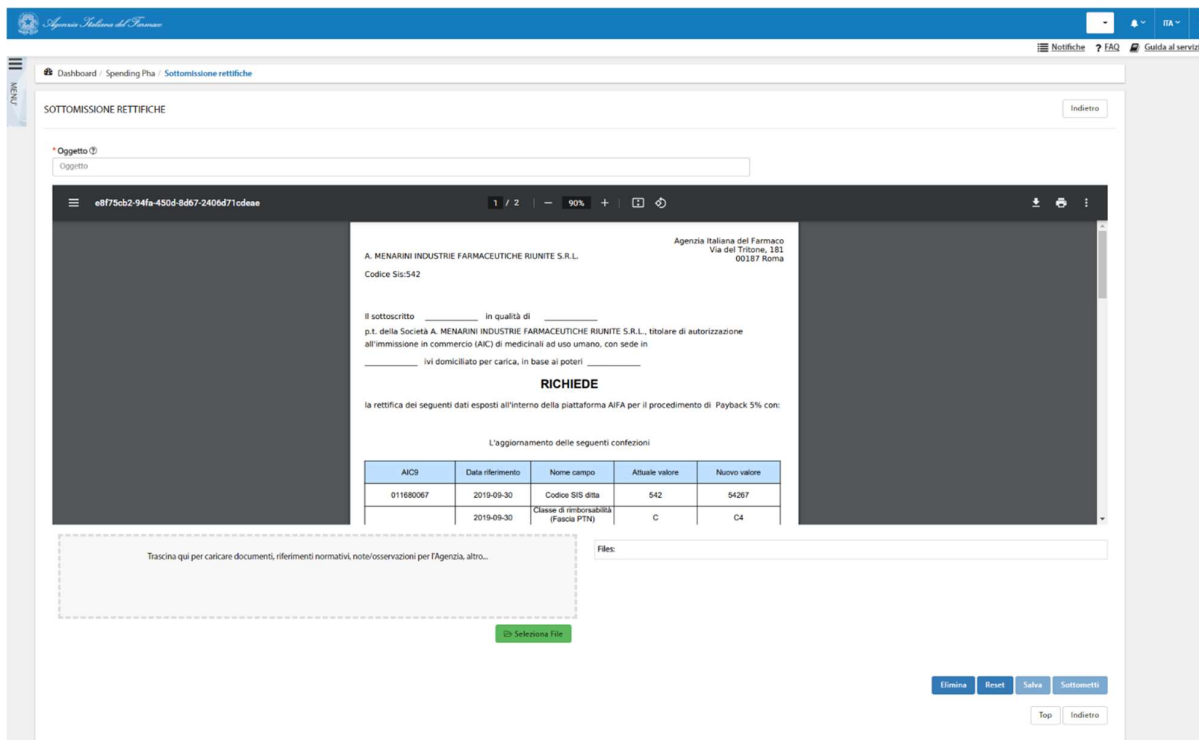 Agenzia Italiana del Farmaco
ITA
Notifiche ? FAQ Guida al servizi
MENU'
Dashboard / Spending Pha / Sottomissione rettifiche
SOTTOMISSIONE RETTIFICHE
Indietro
* Oggetto
Oggetto
e8f75cb2-94fa-450d-8d67-2406d71cdeae 1 / 2 — 90% +
Agenzia Italiana del Farmaco
Via del Tritone, 181
00187 Roma
A. MENARINI INDUSTRIE FARMACEUTICHE RIUNITE S.R.L.
Codice Sis:542
Il sottoscritto ____________ in qualità di ____________
p.t. della Società A. MENARINI INDUSTRIE FARMACEUTICHE RIUNITE S.R.L., titolare di autorizzazione
all'immissione in commercio (AIC) di medicinali ad uso umano, con sede in
____________ ivi domiciliato per carica, in base ai poteri ____________
RICHIEDE
la rettifica dei seguenti dati esposti all'interno della piattaforma AIFA per il procedimento di Payback 5% con:
L'aggiornamento delle seguenti confezioni
AIC9 Data riferimento Nome campo Attuale valore Nuovo valore
011680067 2019-09-30 Codice SIS ditta 542 54267
2019-09-30 Classe di rimborsabilità (Fascia PTN) C C4
Trascina qui per caricare documenti, riferimenti normativi, note/osservazioni per l'Agenzia, altro...
Files:
Seleziona File
Elimina Reset Salva Sottometti
Top Indietro